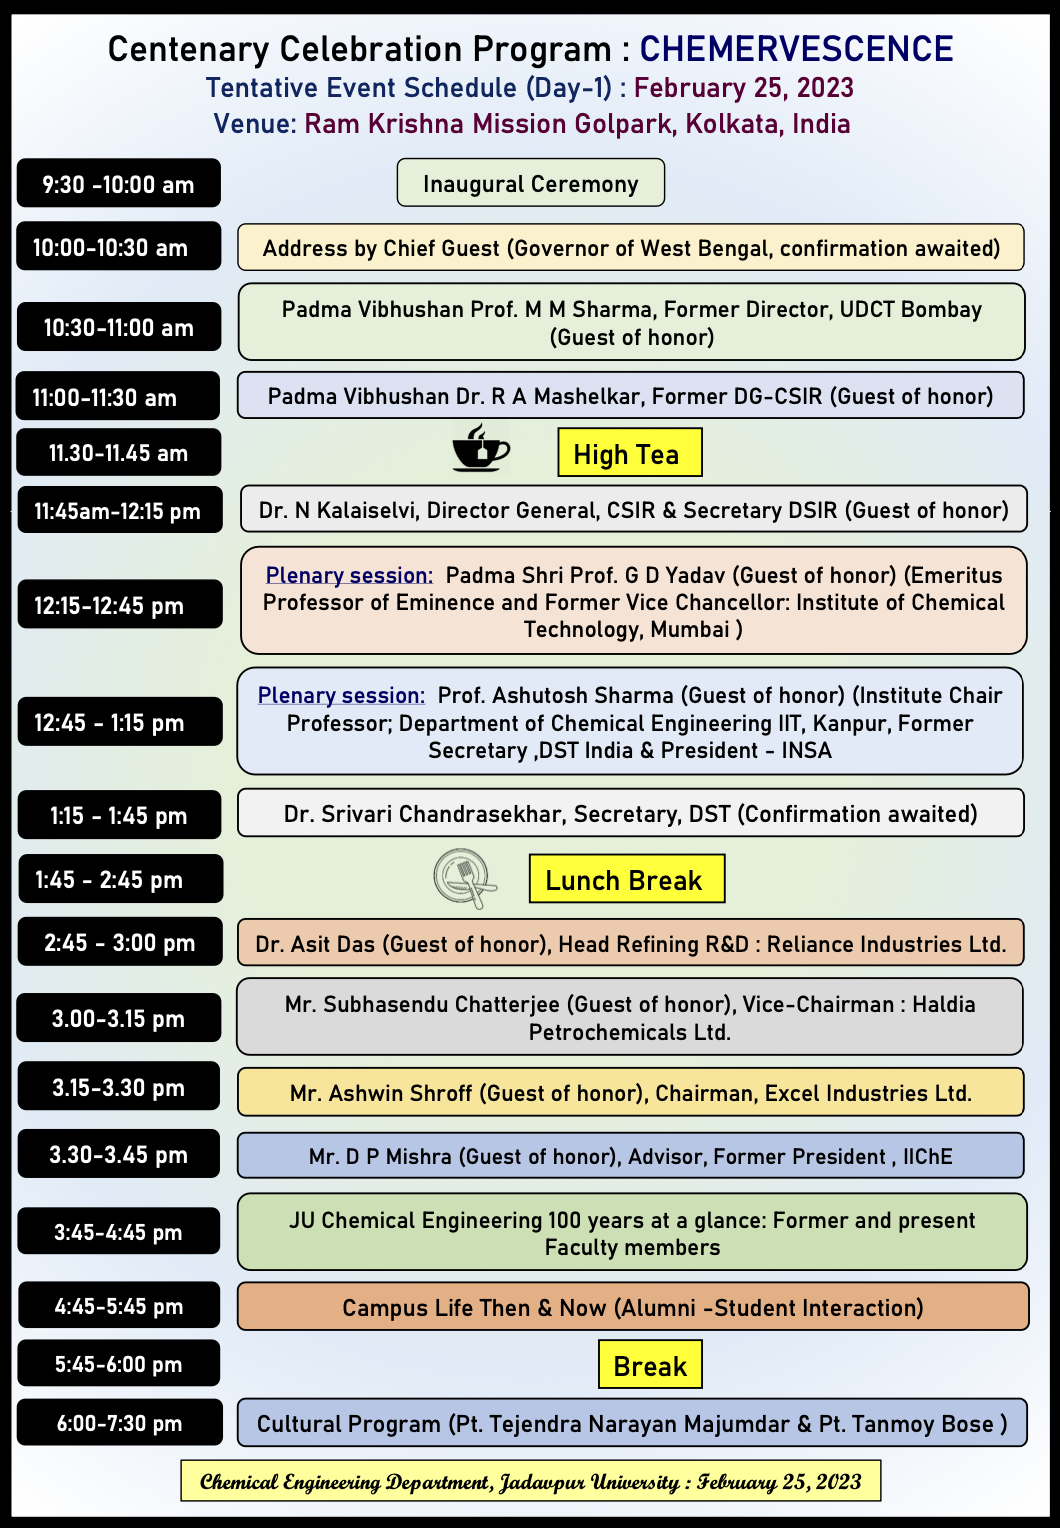 Centenary Celebration Program : CHEMERVESCENCE
Tentative Event Schedule (Day-1) : February 25, 2023
Venue: Ram Krishna Mission Golpark, Kolkata, India
9:30 -10:00 am
Inaugural Ceremony
10:00-10:30 am
Address by Chief Guest (Governor of West Bengal, confirmation awaited)
10:30-11:00 am
Padma Vibhushan Prof. M M Sharma, Former Director, UDCT Bombay
(Guest of honor)
11:00-11:30 am
Padma Vibhushan Dr. R A Mashelkar, Former DG-CSIR (Guest of honor)
11.30-11.45 am
High Tea
11:45am-12:15 pm
Dr. N Kalaiselvi, Director General, CSIR & Secretary DSIR (Guest of honor)
12:15-12:45 pm
Plenary session: Padma Shri Prof. G D Yadav (Guest of honor) (Emeritus
Professor of Eminence and Former Vice Chancellor: Institute of Chemical
Technology, Mumbai )
12:45 - 1:15 pm
Plenary session: Prof. Ashutosh Sharma (Guest of honor) (Institute Chair
Professor; Department of Chemical Engineering IIT, Kanpur, Former
Secretary ,DST India & President - INSA
1:15 - 1:45 pm
Dr. Srivari Chandrasekhar, Secretary, DST (Confirmation awaited)
1:45 - 2:45 pm
Lunch Break
2:45 - 3:00 pm
Dr. Asit Das (Guest of honor), Head Refining R&D : Reliance Industries Ltd.
3.00-3.15 pm
Mr. Subhasendu Chatterjee (Guest of honor), Vice-Chairman : Haldia
Petrochemicals Ltd.
3.15-3.30 pm
Mr. Ashwin Shroff (Guest of honor), Chairman, Excel Industries Ltd.
3.30-3.45 pm
Mr. D P Mishra (Guest of honor), Advisor, Former President , IIChE
3:45-4:45 pm
JU Chemical Engineering 100 years at a glance: Former and present
Faculty members
4:45-5:45 pm
Campus Life Then & Now (Alumni -Student Interaction)
5:45-6:00 pm
Break
6:00-7:30 pm
Cultural Program (Pt. Tejendra Narayan Majumdar & Pt. Tanmoy Bose )
Chemical Engineering Department, Jadavpur University : February 25, 2023